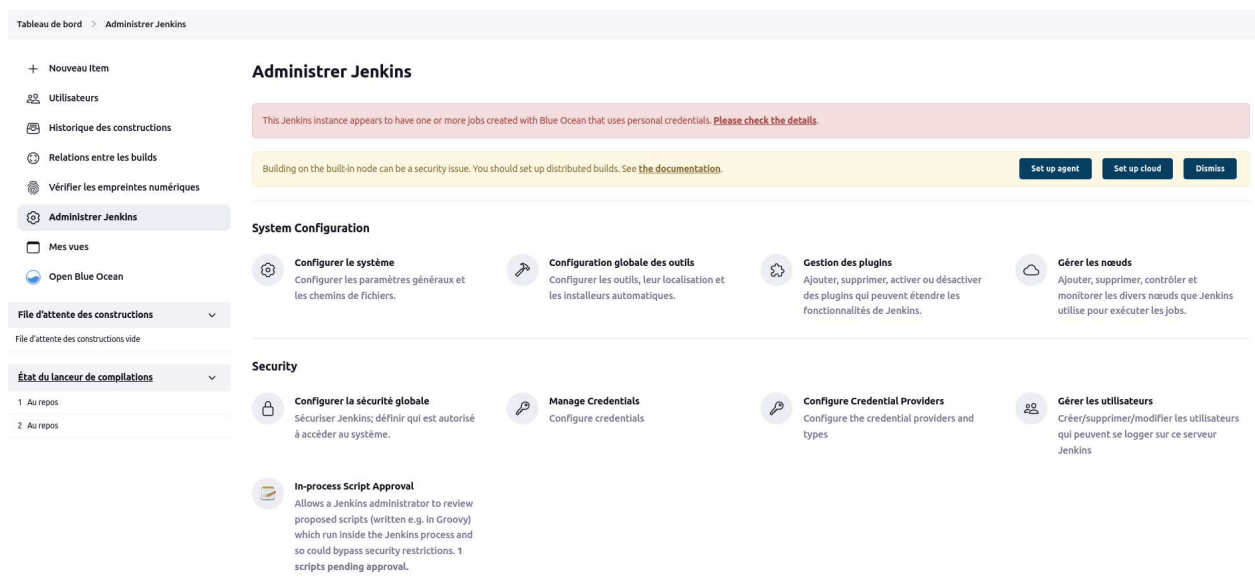 Tableau de bord > Administrer Jenkins
+ Nouveau Item
Utilisateurs
Historique des constructions
Relations entre les builds
Vérifier les empreintes numériques
Administrer Jenkins
Mes vues
Open Blue Ocean
File d'attente des constructions
File d'attente des constructions vide
État du lanceur de compilations
1 Au repos
2 Au repos
Administrer Jenkins
This Jenkins instance appears to have one or more jobs created with Blue Ocean that uses personal credentials. Please check the details.
Building on the built-in node can be a security issue. You should set up distributed builds. See the documentation.
Set up agent
Set up cloud
Dismiss
System Configuration
Configurer le système
Configurer les paramètres généraux et
les chemins de fichiers.
Configuration globale des outils
Configurer les outils, leur localisation et
les installeurs automatiques.
Gestion des plugins
Ajouter, supprimer, activer ou désactiver
des plugins qui peuvent étendre les
fonctionnalités de Jenkins.
Gérer les nœuds
Ajouter, supprimer, contrôler et
monitorer les divers nœuds que Jenkins
utilise pour exécuter les jobs.
Security
Configurer la sécurité globale
Sécuriser Jenkins; définir qui est autorisé
à accéder au système.
Manage Credentials
Configure credentials
Configure Credential Providers
Configure the credential providers and
types
Gérer les utilisateurs
Créer/supprimer/modifier les utilisateurs
qui peuvent se logger sur ce serveur
Jenkins
In-process Script Approval
Allows a Jenkins administrator to review
proposed scripts (written e.g. in Groovy)
which run inside the Jenkins process and
so could bypass security restrictions. 1
scripts pending approval.